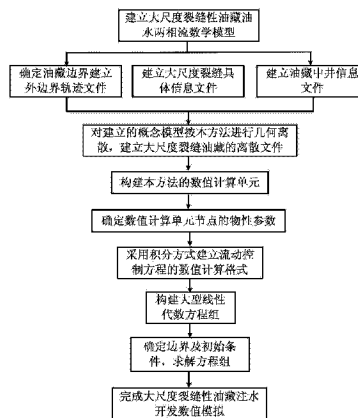 建立大尺度裂缝性油藏油
水两相流数学模型
确定油藏边界建立
外边界轨迹文件
建立大尺度裂缝具
体信息文件
建立油藏中井信息
文件
对建立的概念模型按本方法进行几何离
散，建立大尺度裂缝油藏的离散文件
构建本方法的数值计算单元
确定数值计算单元节点的物性参数
采用积分方式建立流动控
制方程的数值计算格式
构建大型线性
代数方程组
确定边界及初始条
件，求解方程组
完成大尺度裂缝性油藏注水
开发数值模拟